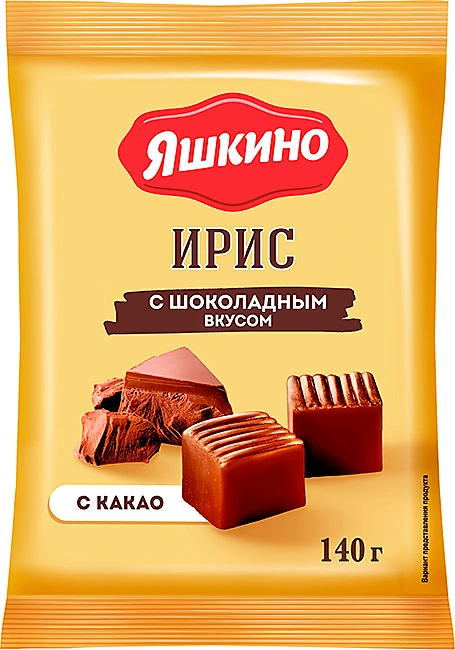 Яшкино
ИРИС
С ШОКОЛАДНЫМ
ВКУСОМ
С КАКАО
140 г
Вариант представления продукта